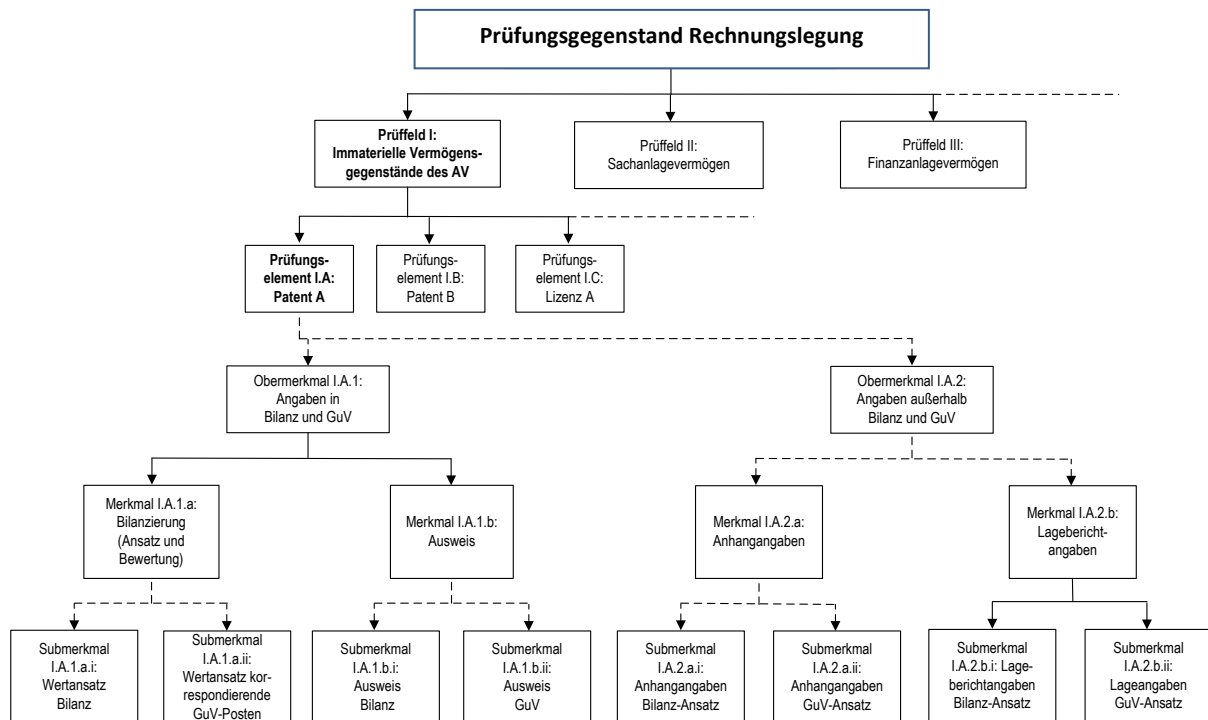 Prüfungsgegenstand Rechnungslegung
Prüffeld I:
Immaterielle Vermögens-
gegenstände des AV
Prüffeld II:
Sachanlagevermögen
Prüffeld III:
Finanzanlagevermögen
Prüfungs-
element I.A:
Patent A
Prüfungs-
element I.B:
Patent B
Prüfungs-
element I.C:
Lizenz A
Obermerkmal I.A.1:
Angaben in
Bilanz und GuV
Obermerkmal I.A.2:
Angaben außerhalb
Bilanz und GuV
Merkmal I.A.1.a:
Bilanzierung
(Ansatz und
Bewertung)
Merkmal I.A.1.b:
Ausweis
Merkmal I.A.2.a:
Anhangangaben
Merkmal I.A.2.b:
Lagebericht-
angaben
Submerkmal
I.A.1.a.i:
Wertansatz
Bilanz
Submerkmal
I.A.1.a.ii:
Wertansatz kor-
respondierende
GuV-Posten
Submerkmal
I.A.1.b.i:
Ausweis
Bilanz
Submerkmal
I.A.1.b.ii:
Ausweis
GuV
Submerkmal
I.A.2.a.i:
Anhangangaben
Bilanz-Ansatz
Submerkmal
I.A.2.a.ii:
Anhangangaben
GuV-Ansatz
Submerkmal
I.A.2.b.i: Lage-
berichtangaben
Bilanz-Ansatz
Submerkmal
I.A.2.b.ii:
Lageangaben
GuV-Ansatz